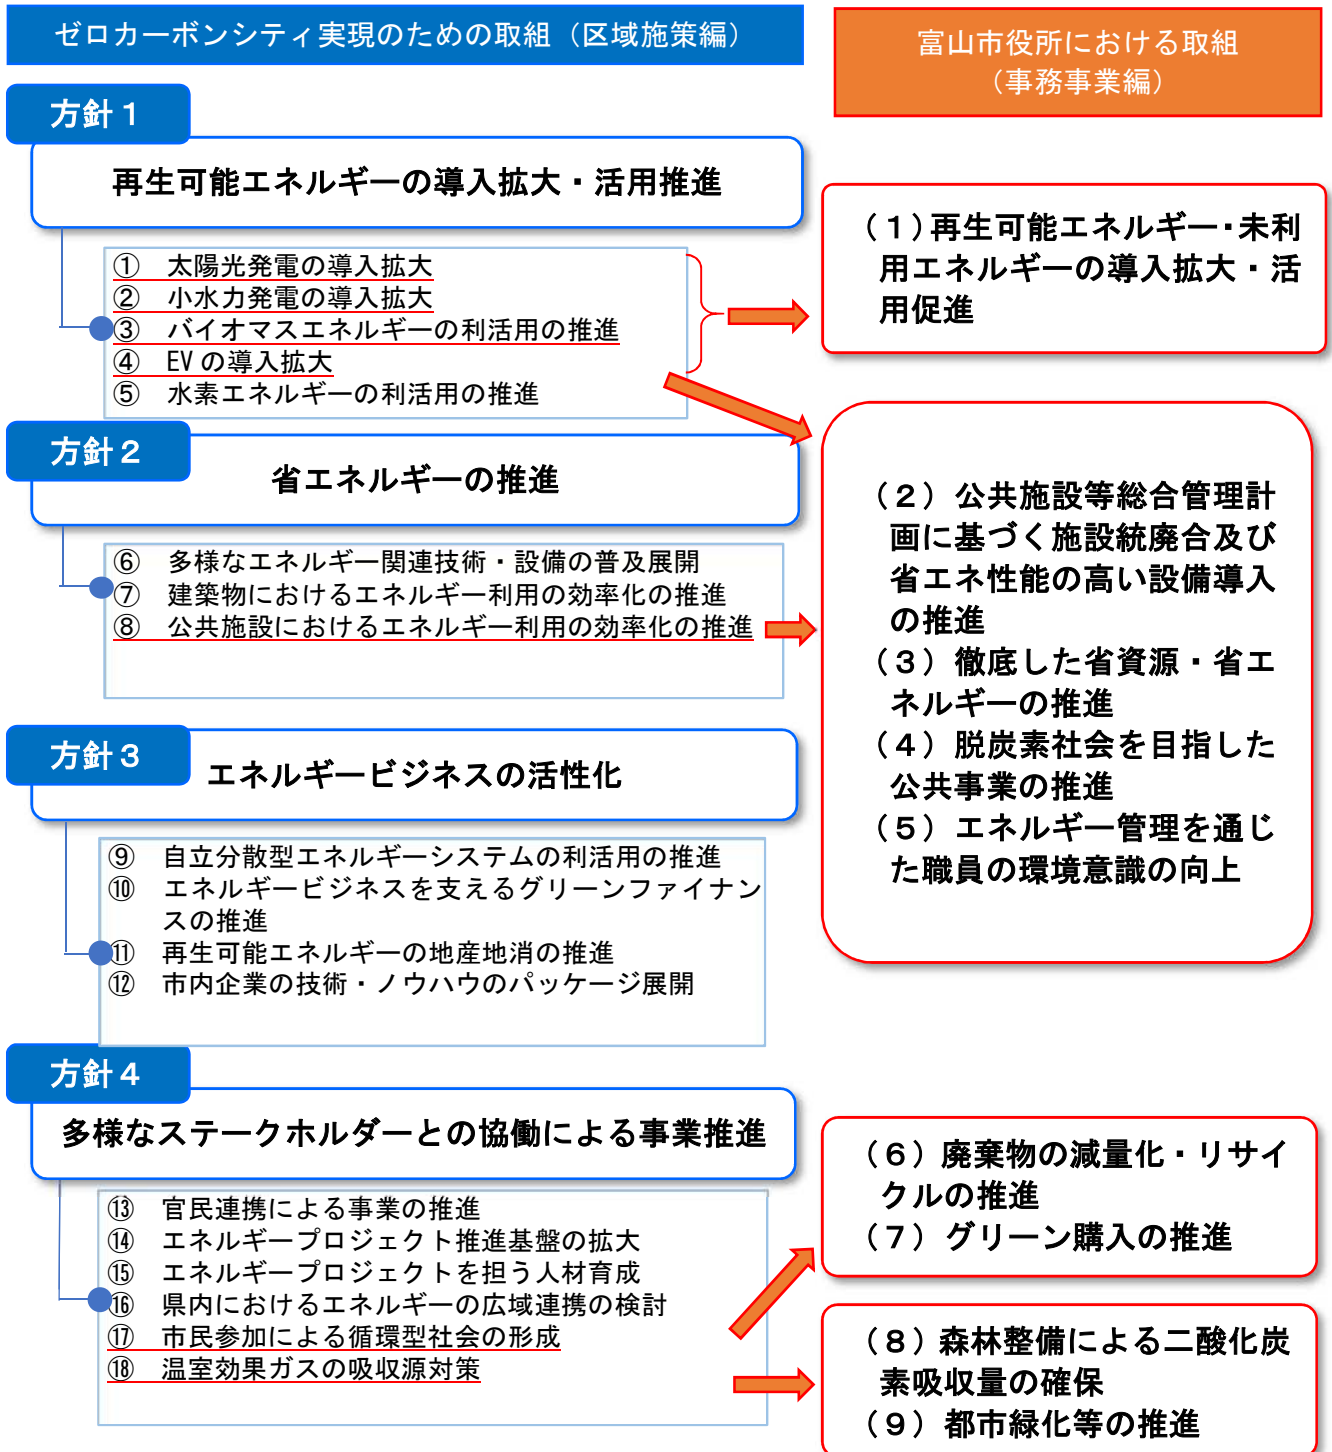 ゼロカーボンシティ実現のための取組（区域施策編）
富山市役所における取組
（事務事業編）
方針１
再生可能エネルギーの導入拡大・活用推進
①　太陽光発電の導入拡大
②　小水力発電の導入拡大
③　バイオマスエネルギーの利活用の推進
④　EVの導入拡大
⑤　水素エネルギーの利活用の推進
（１）再生可能エネルギー・未利
用エネルギーの導入拡大・活
用促進
方針２
省エネルギーの推進
⑥　多様なエネルギー関連技術・設備の普及展開
⑦　建築物におけるエネルギー利用の効率化の推進
⑧　公共施設におけるエネルギー利用の効率化の推進
（２）公共施設等総合管理計
画に基づく施設統廃合及び
省エネ性能の高い設備導入
の推進
（３）徹底した省資源・省エ
ネルギーの推進
（４）脱炭素社会を目指した
公共事業の推進
（５）エネルギー管理を通じ
た職員の環境意識の向上
方針３
エネルギービジネスの活性化
⑨　自立分散型エネルギーシステムの利活用の推進
⑩　エネルギービジネスを支えるグリーンファイナン
スの推進
⑪　再生可能エネルギーの地産地消の推進
⑫　市内企業の技術・ノウハウのパッケージ展開
方針４
多様なステークホルダーとの協働による事業推進
⑬　官民連携による事業の推進
⑭　エネルギープロジェクト推進基盤の拡大
⑮　エネルギープロジェクトを担う人材育成
⑯　県内におけるエネルギーの広域連携の検討
⑰　市民参加による循環型社会の形成
⑱　温室効果ガスの吸収源対策
（６）廃棄物の減量化・リサイ
クルの推進
（７）グリーン購入の推進
（８）森林整備による二酸化炭
素吸収量の確保
（９）都市緑化等の推進